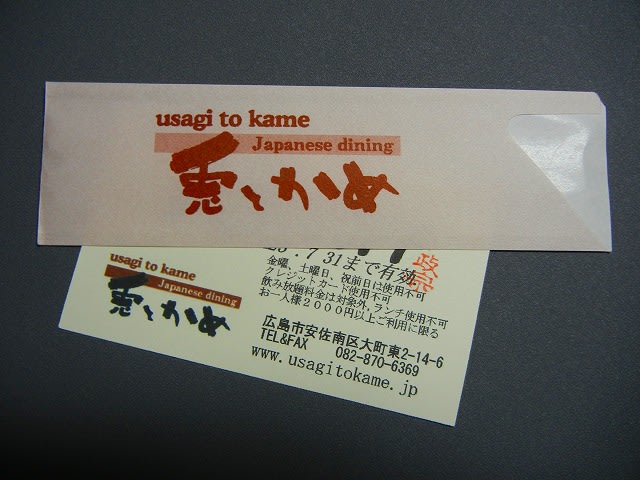 usagi to kame
Japanese dining
兎とかめ
usagi to kame
Japanese dining
兎とかめ
7.31まで有効
金曜、土曜日、祝前日は使用不可
クレジットカード使用不可
飲み放題料金は対象外,ランチ使用不可
お一人様2000円以上ご利用に限る
広島市安佐南区大町東2-14-6
TEL&FAX 082-870-6369
www.usagitokame.jp